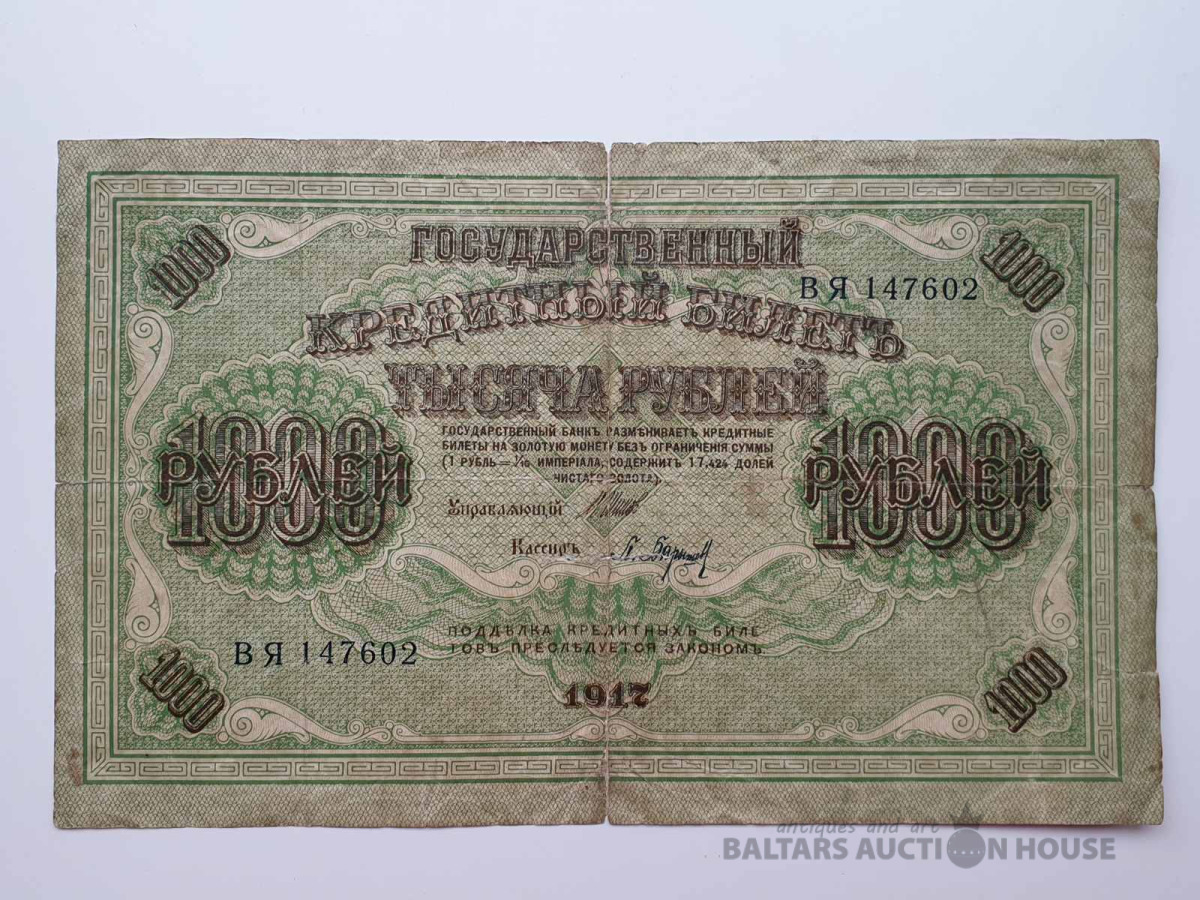 ГОСУДАРСТВЕННЫЙ
КРЕДИТНЫЙ БИЛЕТЪ
ТЫСЯЧА РУБЛЕЙ
1000
1000
ВЯ 147602
ГОСУДАРСТВЕННЫЙ БАНКЪ РАЗМѢНИВАЕТЪ КРЕДИТНЫЕ
БИЛЕТЫ НА ЗОЛОТУЮ МОНЕТУ БЕЗЪ ОГРАНИЧЕНІЯ СУММЫ
(1 РУБЛЬ = 1/15 ИМПЕРІАЛА, СОДЕРЖИТЪ 17,424 ДОЛЕЙ
ЧИСТАГО ЗОЛОТА).
1000
РУБЛЕЙ
1000
РУБЛЕЙ
Управляющій
Кассиръ
ВЯ 147602
ПОДДѢЛКА КРЕДИТНЫХЪ БИЛЕ
ТОВЪ ПРЕСЛѢДУЕТСЯ ЗАКОНОМЪ
1917
1000
1000
antiques and art
BALTARS AUCTION HOUSE